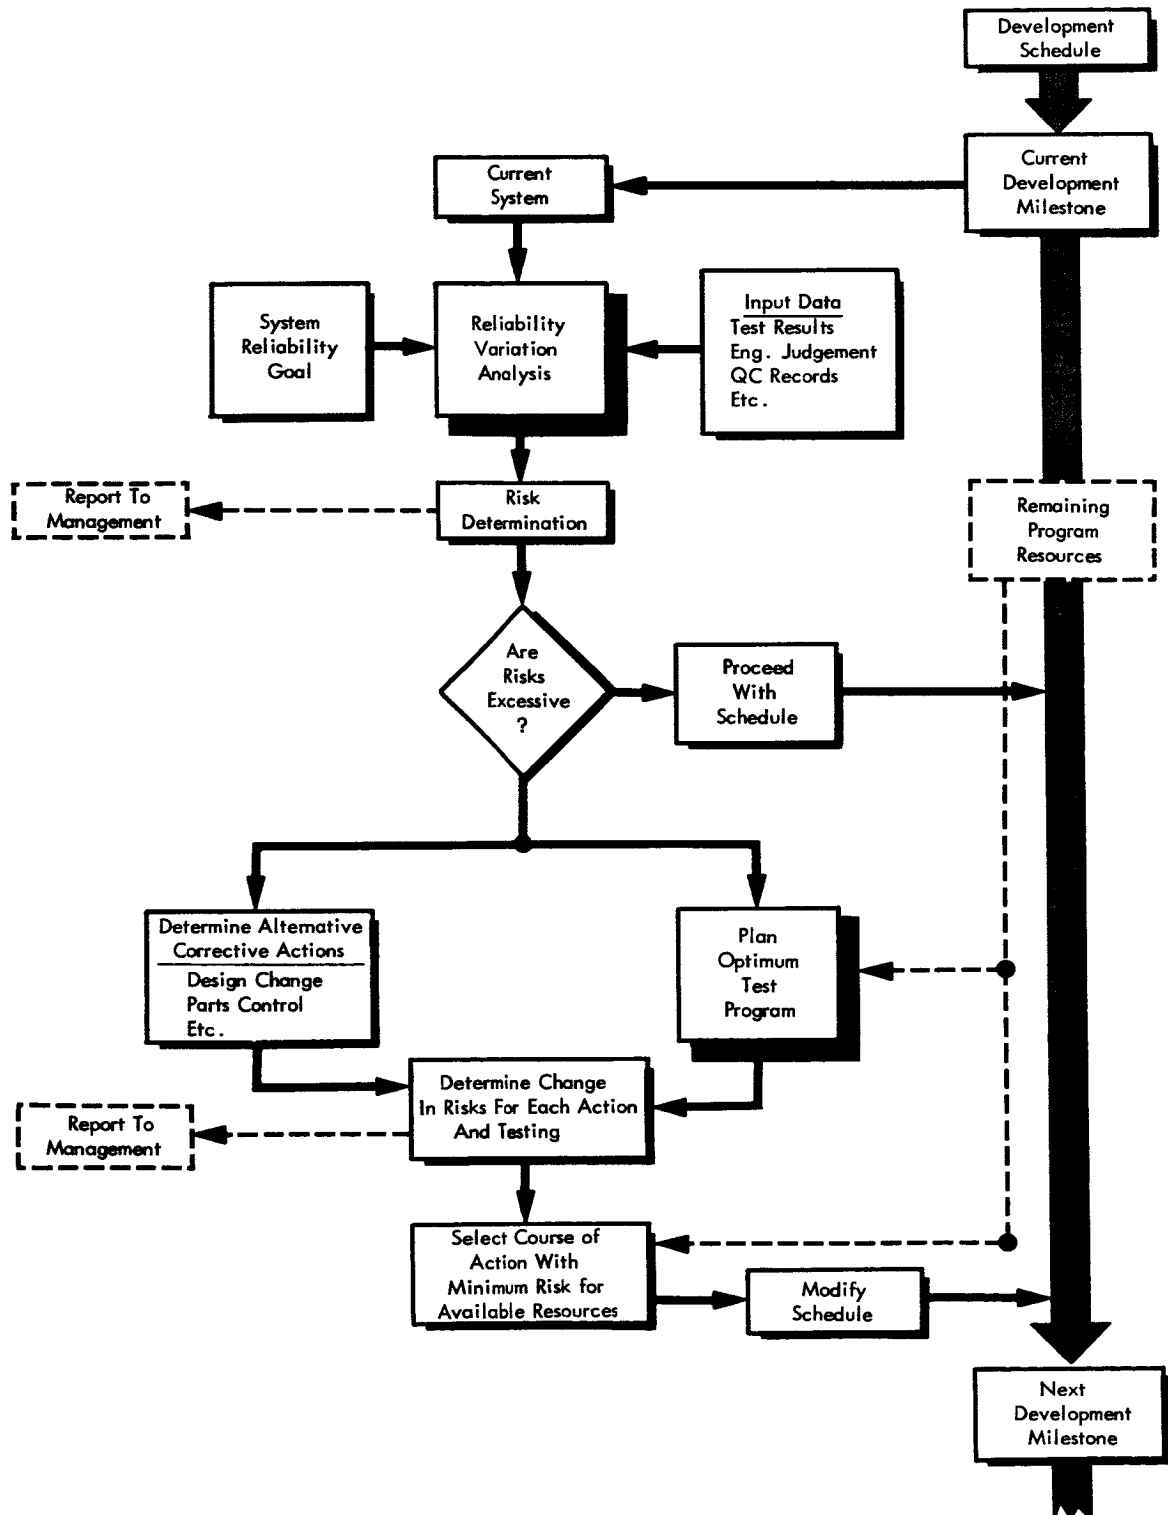 Development
Schedule
Current
Development
Milestone
Current
System
System
Reliability
Goal
Reliability
Variation
Analysis
Input Data
Test Results
Eng. Judgement
QC Records
Etc.
Report To
Management
Risk
Determination
Remaining
Program
Resources
Are
Risks
Excessive
?
Proceed
With
Schedule
Determine Alternative
Corrective Actions
Design Change
Parts Control
Etc.
Plan
Optimum
Test
Program
Determine Change
In Risks For Each Action
And Testing
Report To
Management
Select Course of
Action With
Minimum Risk for
Available Resources
Modify
Schedule
Next
Development
Milestone